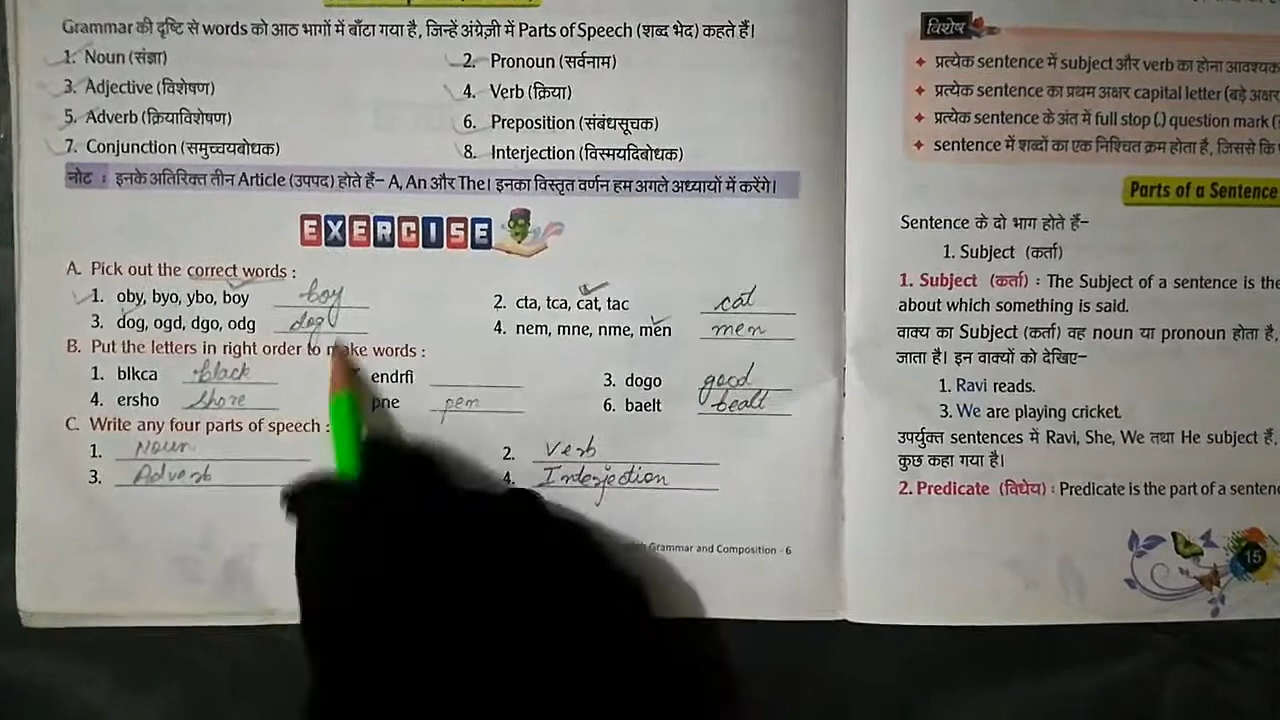 Grammar की दृष्टि से words को आठ भागों में बाँटा गया है, जिन्हें अंग्रेज़ी में Parts of Speech (शब्द भेद) कहते हैं।
1. Noun (संज्ञा) 2. Pronoun (सर्वनाम)
3. Adjective (विशेषण) 4. Verb (क्रिया)
5. Adverb (क्रियाविशेषण) 6. Preposition (संबंधसूचक)
7. Conjunction (समुच्चयबोधक) 8. Interjection (विस्मयदिबोधक)
नोट : इनके अतिरिक्त तीन Article (उपपद) होते हैं– A, An और The। इनका विस्तृत वर्णन हम अगले अध्यायों में करेंगे।
EXERCISE
A. Pick out the correct words :
1. oby, byo, ybo, boy boy 2. cta, tca, cat, tac cat
3. dog, ogd, dgo, odg dog 4. nem, mne, nme, men men
B. Put the letters in right order to make words :
1. blkca black endrfi 3. dogo good
4. ersho shore pne pen 6. baelt bealt
C. Write any four parts of speech :
1. Noun 2. Verb
3. Adverb 4. Interjection
Grammar and Composition - 6
विशेष
प्रत्येक sentence में subject और verb का होना आवश्यक
प्रत्येक sentence का प्रथम अक्षर capital letter (बड़े अक्षर
प्रत्येक sentence के अंत में full stop (.) question mark (
sentence में शब्दों का एक निश्चित क्रम होता है, जिससे कि
Parts of a Sentence
Sentence के दो भाग होते हैं–
1. Subject (कर्ता)
1. Subject (कर्ता) : The Subject of a sentence is the
about which something is said.
वाक्य का Subject (कर्ता) वह noun या pronoun होता है,
जाता है। इन वाक्यों को देखिए–
1. Ravi reads.
3. We are playing cricket.
उपर्युक्त sentences में Ravi, She, We तथा He subject हैं,
कुछ कहा गया है।
2. Predicate (विधेय) : Predicate is the part of a senten
15